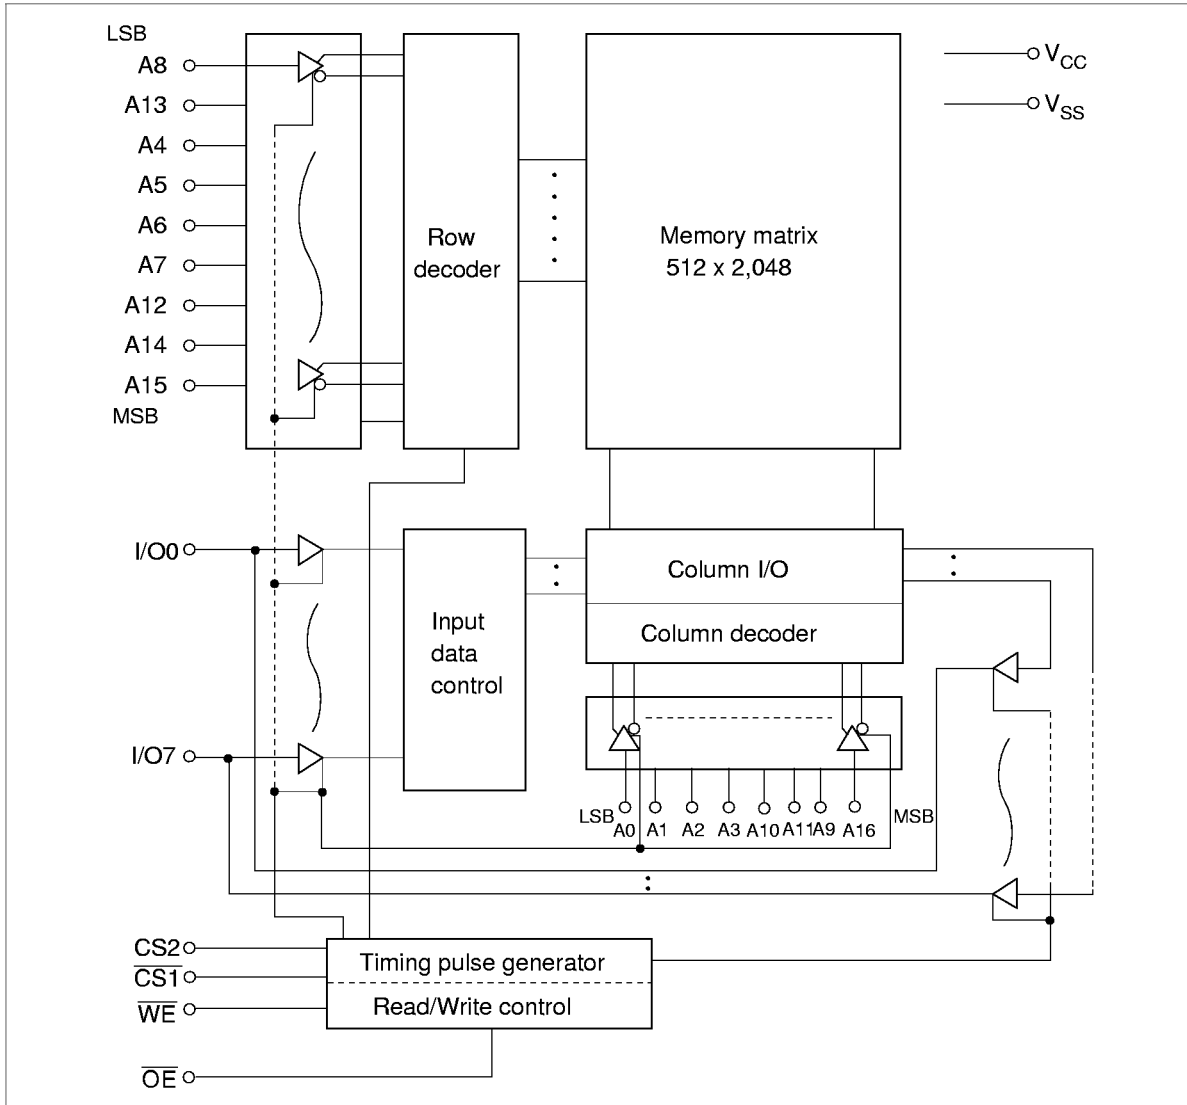 LSB
A8
A13
A4
A5
A6
A7
A12
A14
A15
MSB
Row
decoder
Memory matrix
512 x 2,048
VCC
VSS
I/O0
I/O7
Input
data
control
Column I/O
Column decoder
LSB
A0
A1
A2
A3
A10
A11
A9
A16
MSB
CS2
CS1
WE
OE
Timing pulse generator
Read/Write control